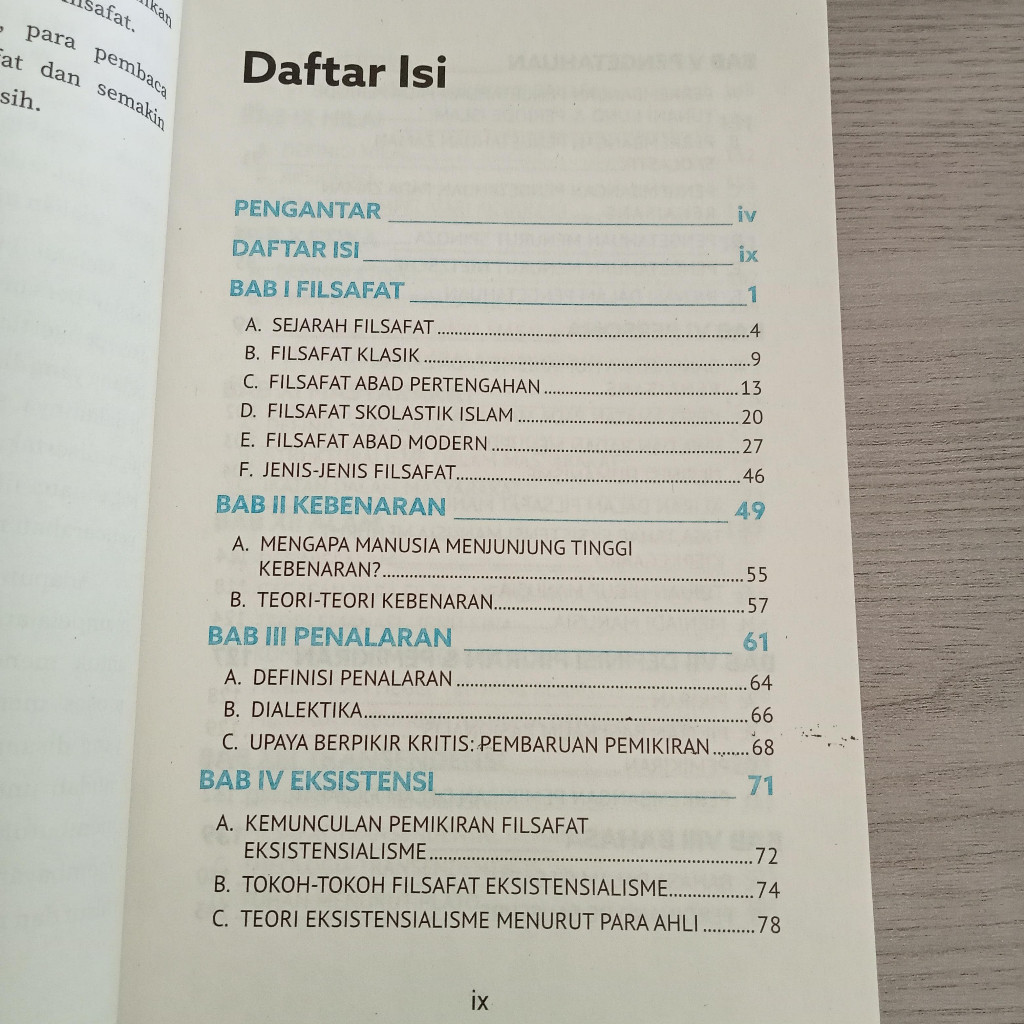 nkan
filsafat.
para pembaca
fat dan semakin
sih.
Daftar Isi
PENGANTAR iv
DAFTAR ISI ix
BAB I FILSAFAT 1
A. SEJARAH FILSAFAT 4
B. FILSAFAT KLASIK 9
C. FILSAFAT ABAD PERTENGAHAN 13
D. FILSAFAT SKOLASTIK ISLAM 20
E. FILSAFAT ABAD MODERN 27
F. JENIS-JENIS FILSAFAT 46
BAB II KEBENARAN 49
A. MENGAPA MANUSIA MENJUNJUNG TINGGI
KEBENARAN? 55
B. TEORI-TEORI KEBENARAN 57
BAB III PENALARAN 61
A. DEFINISI PENALARAN 64
B. DIALEKTIKA 66
C. UPAYA BERPIKIR KRITIS: PEMBARUAN PEMIKIRAN 68
BAB IV EKSISTENSI 71
A. KEMUNCULAN PEMIKIRAN FILSAFAT
EKSISTENSIALISME 72
B. TOKOH-TOKOH FILSAFAT EKSISTENSIALISME 74
C. TEORI EKSISTENSIALISME MENURUT PARA AHLI 78
ix